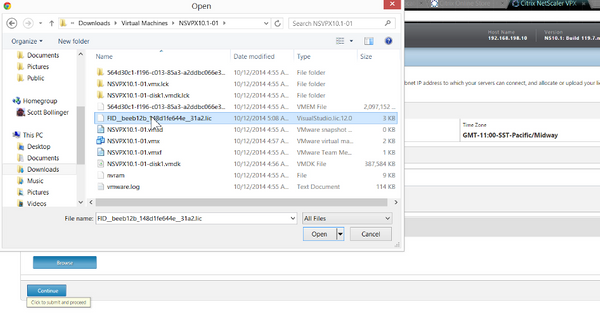 Open
Downloads › Virtual Machines › NSVPX10.1-01
Search NSVPX10.1-01
Organize
New folder
Name
Date modified
Type
Size
Documents
Pictures
Public
Homegroup
Scott Bollinger
This PC
Desktop
Documents
Downloads
Music
Pictures
Videos
564d30c1-f196-c013-85a3-a2ddbc066e3... 10/12/2014 4:55 A... File folder
NSVPX10.1-01.vmx.lck 10/12/2014 4:55 A... File folder
NSVPX10.1-01-disk1.vmdk.lck 10/12/2014 4:55 A... File folder
10/12/2014 4:55 A... VMEM File 2,097,152 ...
FID__beeb12b_148d1fe644e__31a2.lic 10/12/2014 5:08 A... VisualStudio.lic.12.0 3 KB
NSVPX10.1-01.vmsd 10/12/2014 4:55 A... VMware snapshot ... 0 KB
NSVPX10.1-01.vmx 10/12/2014 4:57 A... VMware virtual ma... 2 KB
NSVPX10.1-01.vmxf 10/12/2014 4:55 A... VMware Team Me... 1 KB
NSVPX10.1-01-disk1.vmdk 10/12/2014 4:56 A... VMDK File 387,584 KB
nvram 10/12/2014 4:55 A... File 9 KB
vmware.log 10/12/2014 4:55 A... Text Document 114 KB
File name:
FID__beeb12b_148d1fe644e__31a2.lic
All Files
Open
Cancel
Citrix NetScaler VPX
Host Name
192.168.198.10
Version
NS10.1: Build 119.7.n
bnet IP address to which your servers can connect, and allocate or upload your lic
Time Zone
GMT-11:00-SST-Pacific/Midway
Browse
Continue
Click to submit and proceed